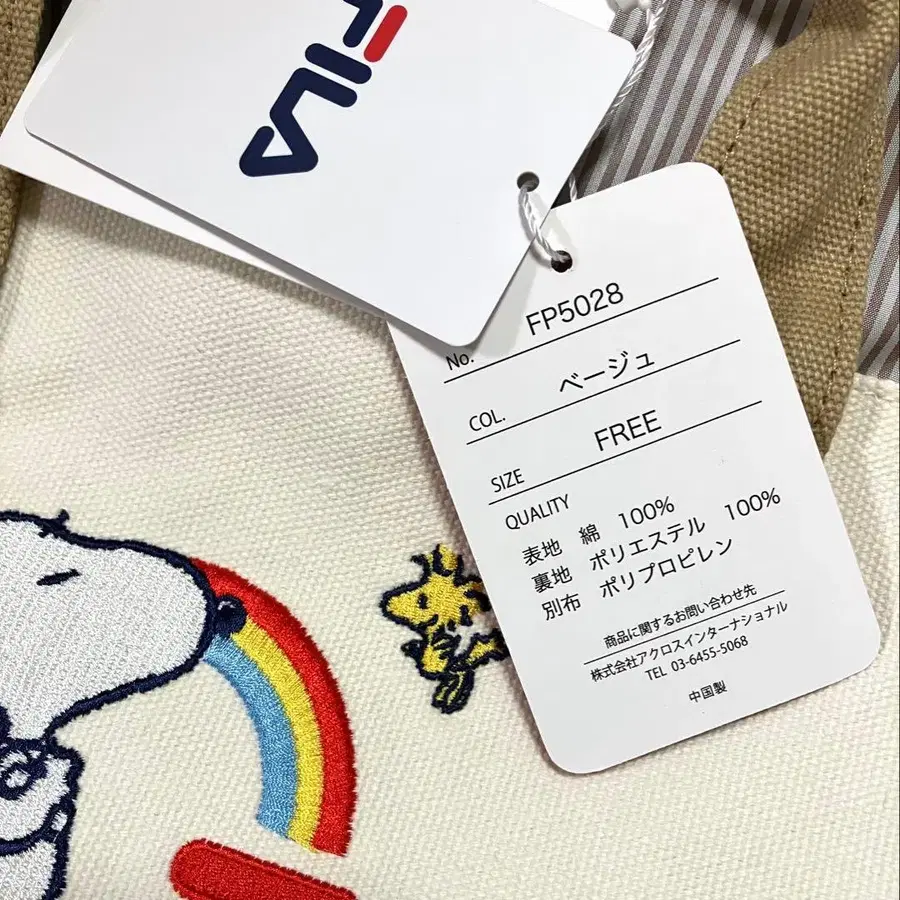 FILA
No. FP5028
COL. ベージュ
SIZE FREE
QUALITY
表地 綿 100%
裏地 ポリエステル 100%
別布 ポリプロピレン
商品に関するお問い合わせ先
株式会社アクロスインターナショナル
TEL 03-6455-5068
中国製